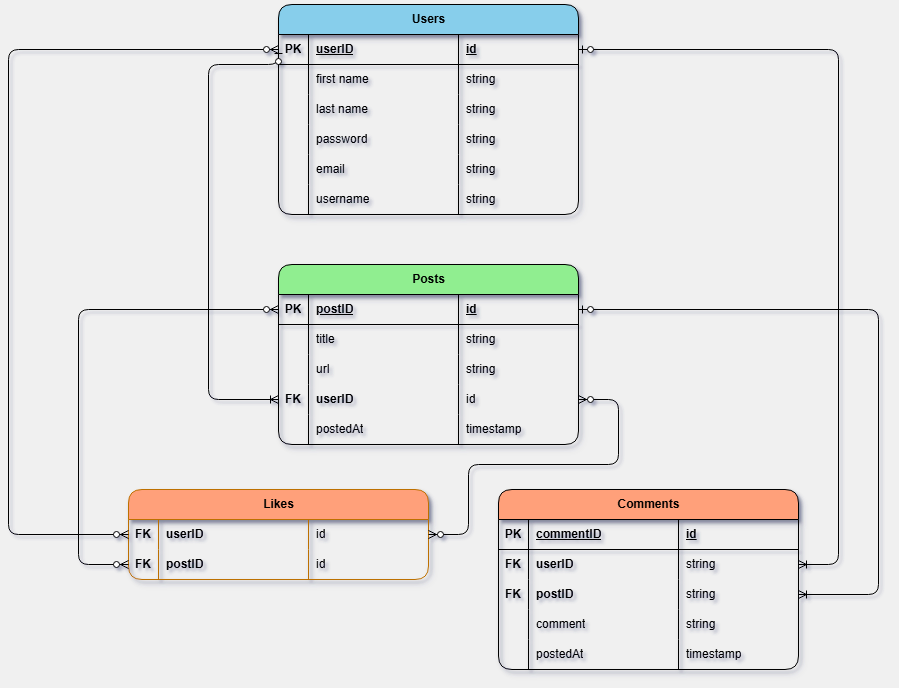 Users
PK userID id
first name string
last name string
password string
email string
username string
Posts
PK postID id
title string
url string
FK userID id
postedAt timestamp
Likes
FK userID id
FK postID id
Comments
PK commentID id
FK userID string
FK postID string
comment string
postedAt timestamp